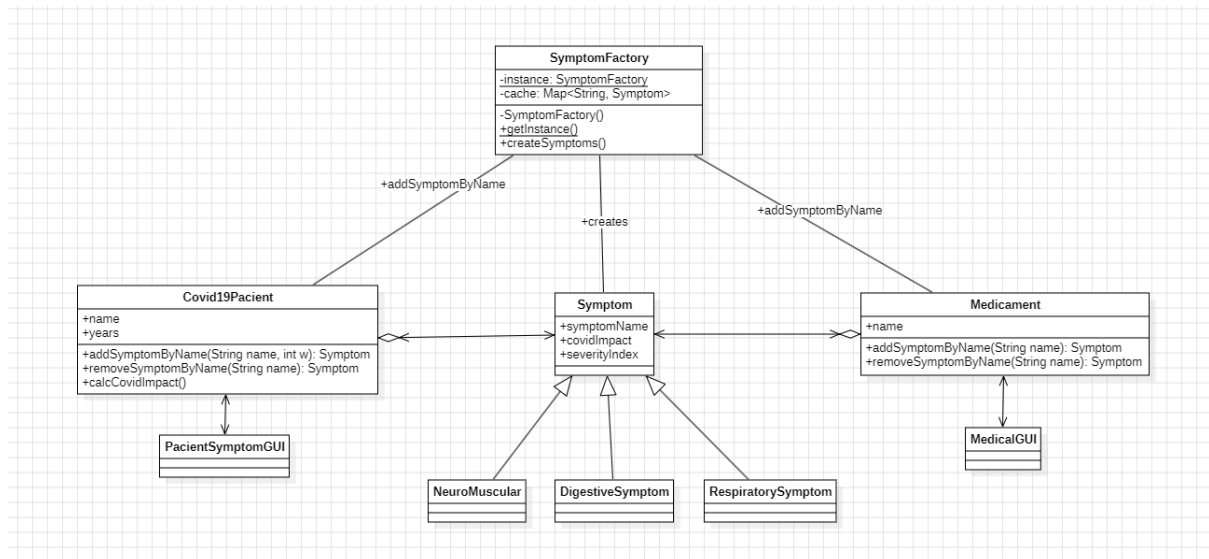 SymptomFactory
-instance: SymptomFactory
-cache: Map<String, Symptom>
-SymptomFactory()
+getInstance()
+createSymptoms()
+addSymptomByName
+creates
+addSymptomByName
Covid19Pacient
+name
+years
+addSymptomByName(String name, int w): Symptom
+removeSymptomByName(String name): Symptom
+calcCovidImpact()
Symptom
+symptomName
+covidImpact
+severityIndex
Medicament
+name
+addSymptomByName(String name): Symptom
+removeSymptomByName(String name): Symptom
PacientSymptomGUI
MedicalGUI
NeuroMuscular
DigestiveSymptom
RespiratorySymptom